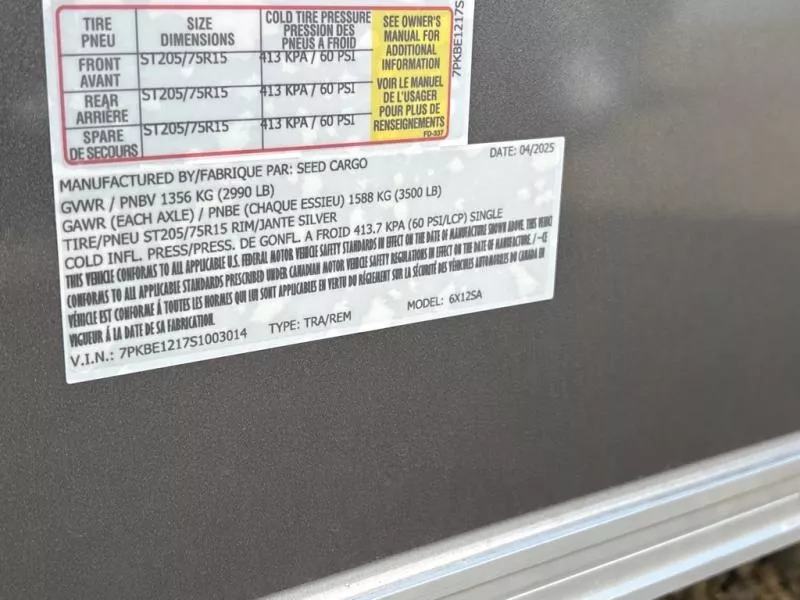 TIRE PNEU SIZE DIMENSIONS COLD TIRE PRESSURE PRESSION DES PNEUS A FROID
SEE OWNER'S MANUAL FOR ADDITIONAL INFORMATION
VOIR LE MANUEL DE L'USAGER POUR PLUS DE RENSEIGNEMENTS
FRONT AVANT ST205/75R15 413 KPA / 60 PSI
REAR ARRIÈRE ST205/75R15 413 KPA / 60 PSI
SPARE DE SECOURS ST205/75R15 413 KPA / 60 PSI
FD-337
7PKBE1217S
MANUFACTURED BY/FABRIQUE PAR: SEED CARGO DATE: 04/2025
GVWR / PNBV 1356 KG (2990 LB)
GAWR (EACH AXLE) / PNBE (CHAQUE ESSIEU) 1588 KG (3500 LB)
TIRE/PNEU ST205/75R15 RIM/JANTE SILVER
COLD INFL. PRESS/PRESS. DE GONFL. A FROID 413.7 KPA (60 PSI/LCP) SINGLE
THIS VEHICLE CONFORMS TO ALL APPLICABLE U.S. FEDERAL MOTOR VEHICLE SAFETY STANDARDS IN EFFECT ON THE DATE OF MANUFACTURE SHOWN ABOVE. THIS VEHICLE
CONFORMS TO ALL APPLICABLE STANDARDS PRESCRIBED UNDER CANADIAN MOTOR VEHICLE SAFETY REGULATIONS IN EFFECT ON THE DATE OF MANUFACTURE. / --CE
VÉHICLE EST CONFORME Á TOUTES LES NORMES QUI LUI SONT APPLICABLES EN VERTU DU RÉGLEMENT SUR LA SÉCURITÉ DES VÉHICLES AUTOMOBILES DU CANADA EN
VIGUEUR Á LA DATE DE SA FABRICATION.
V.I.N.: 7PKBE1217S1003014 TYPE: TRA/REM MODEL: 6X12SA